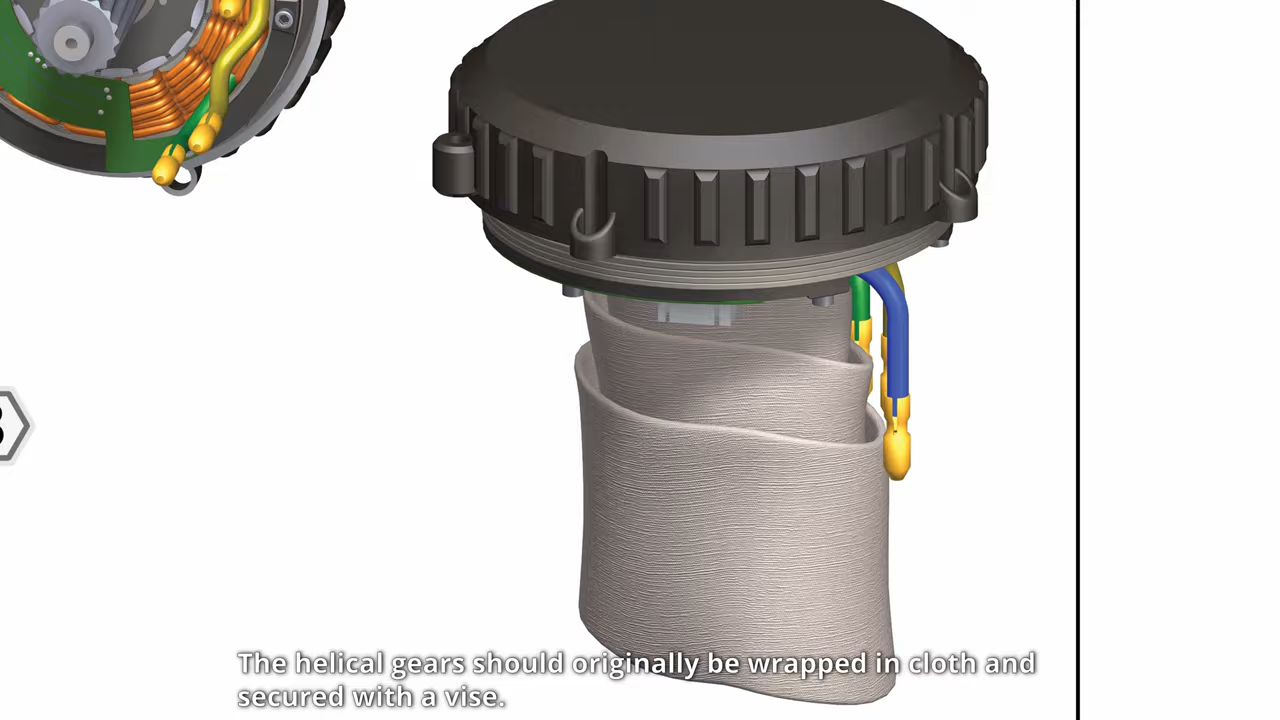 The helical gears should originally be wrapped in cloth and
secured with a vise.